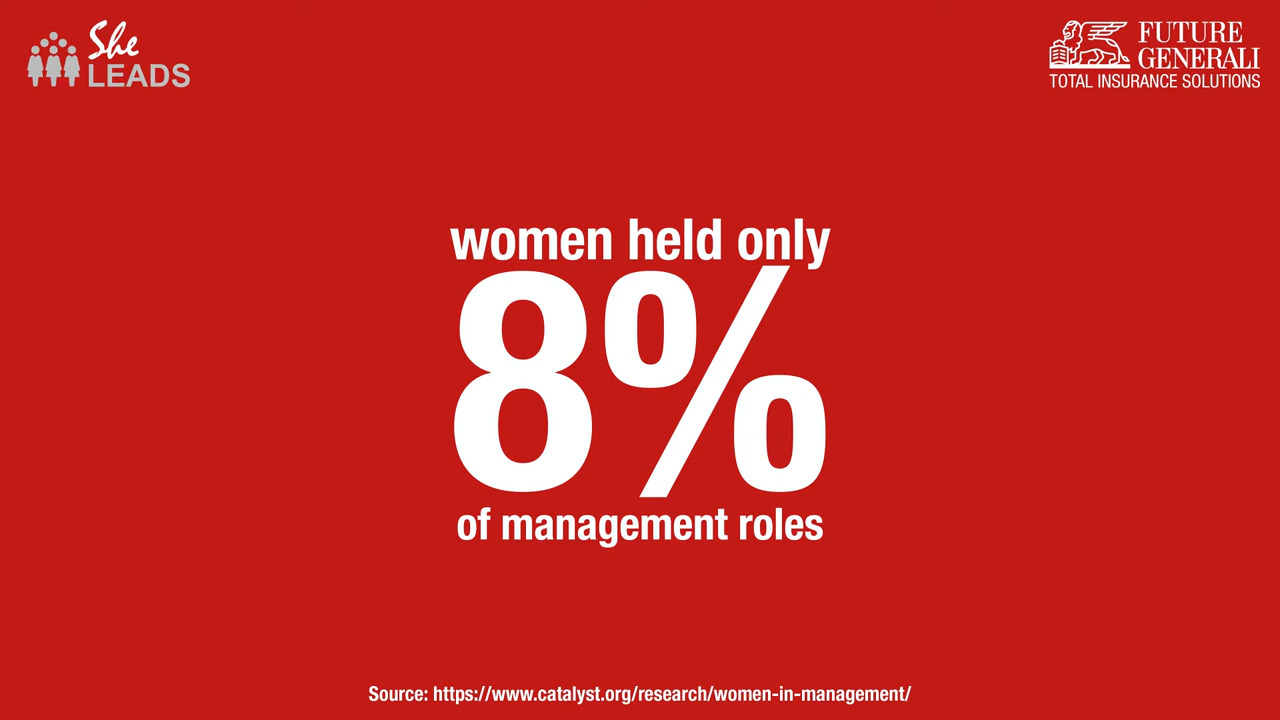 She
LEADS
FUTURE
GENERALI
TOTAL INSURANCE SOLUTIONS
women held only
8%
of management roles
Source: https://www.catalyst.org/research/women-in-management/